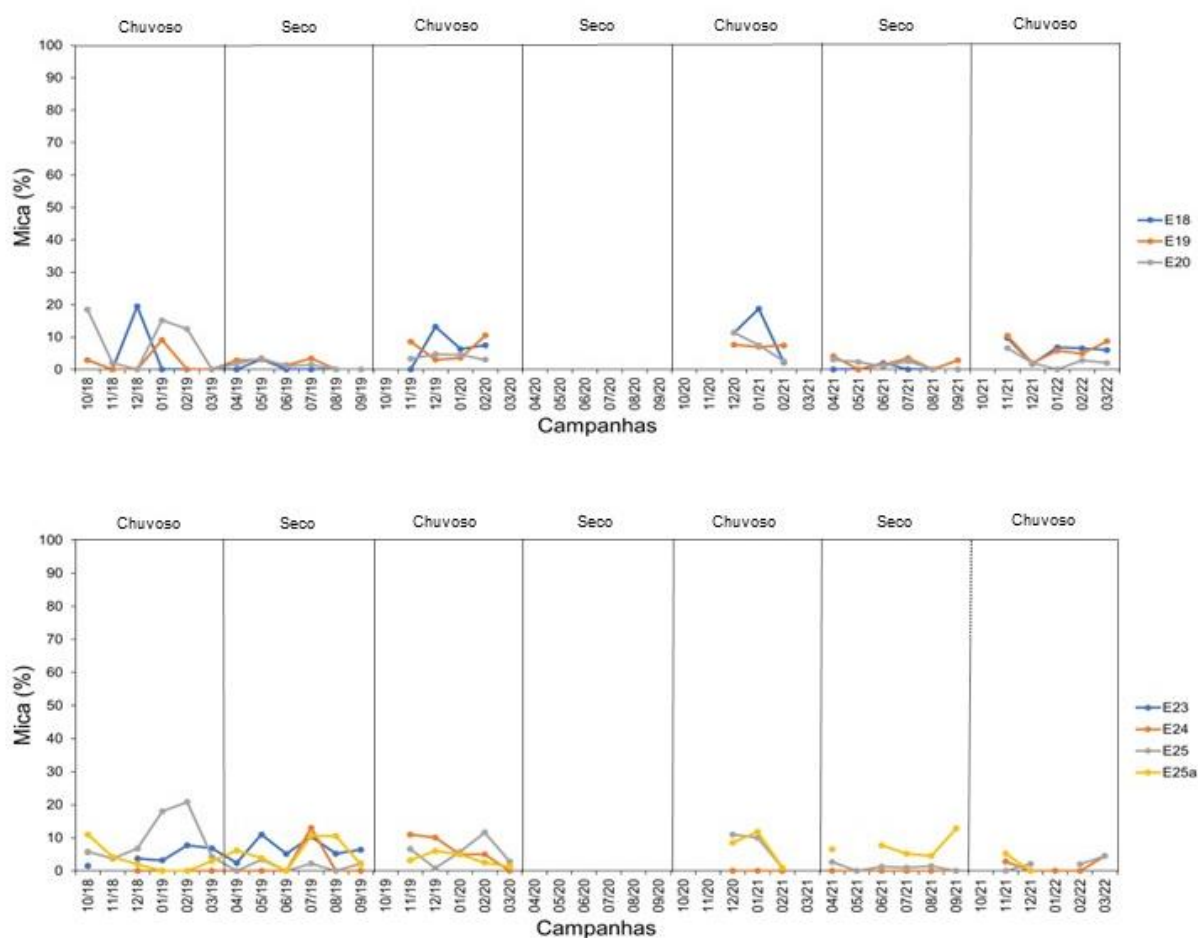 Chuvoso Seco Chuvoso Seco Chuvoso Seco Chuvoso
100
90
80
70
60
50
40
30
20
10
0
Mica (%)
10/18 11/18 12/18 01/19 02/19 03/19 04/19 05/19 06/19 07/19 08/19 09/19 10/19 11/19 12/19 01/20 02/20 03/20 04/20 05/20 06/20 07/20 08/20 09/20 10/20 11/20 12/20 01/21 02/21 03/21 04/21 05/21 06/21 07/21 08/21 09/21 10/21 11/21 12/21 01/22 02/22 03/22
Campanhas
E18
E19
E20
Chuvoso Seco Chuvoso Seco Chuvoso Seco Chuvoso
100
90
80
70
60
50
40
30
20
10
0
Mica (%)
10/18 11/18 12/18 01/19 02/19 03/19 04/19 05/19 06/19 07/19 08/19 09/19 10/19 11/19 12/19 01/20 02/20 03/20 04/20 05/20 06/20 07/20 08/20 09/20 10/20 11/20 12/20 01/21 02/21 03/21 04/21 05/21 06/21 07/21 08/21 09/21 10/21 11/21 12/21 01/22 02/22 03/22
Campanhas
E23
E24
E25
E25a